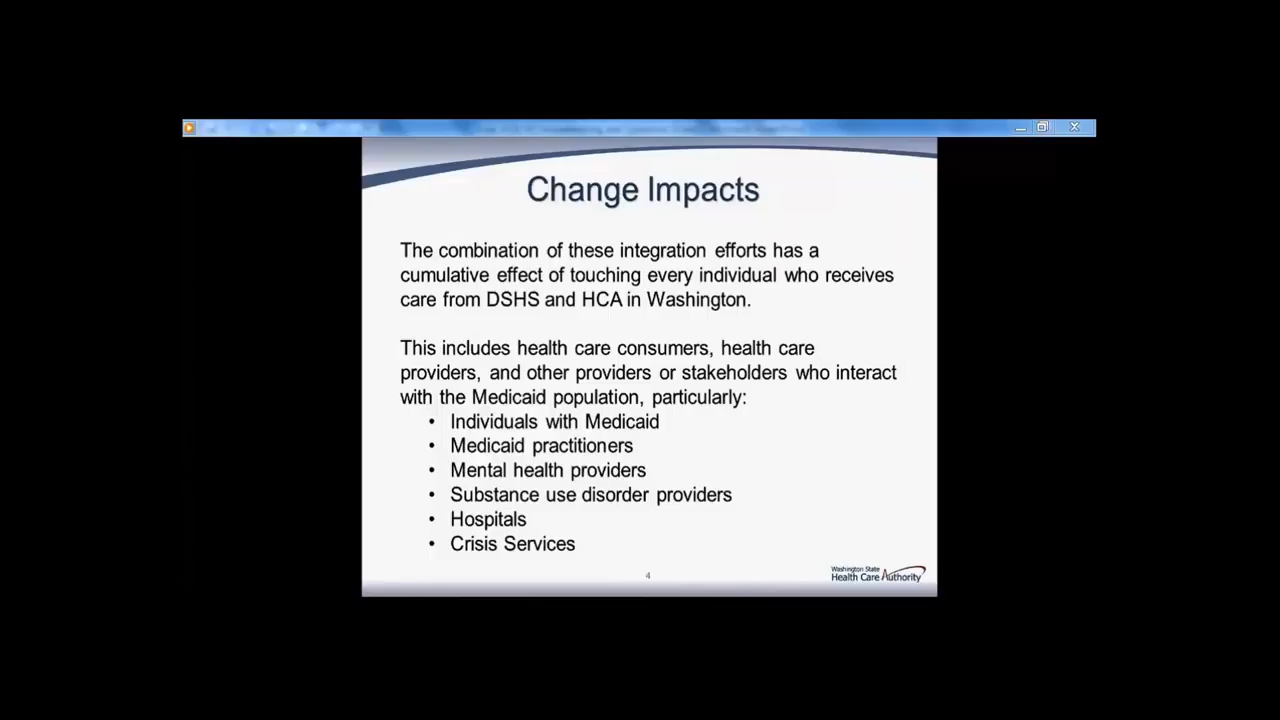 Change Impacts
The combination of these integration efforts has a
cumulative effect of touching every individual who receives
care from DSHS and HCA in Washington.
This includes health care consumers, health care
providers, and other providers or stakeholders who interact
with the Medicaid population, particularly:
• Individuals with Medicaid
• Medicaid practitioners
• Mental health providers
• Substance use disorder providers
• Hospitals
• Crisis Services
4
Washington State
Health Care Authority